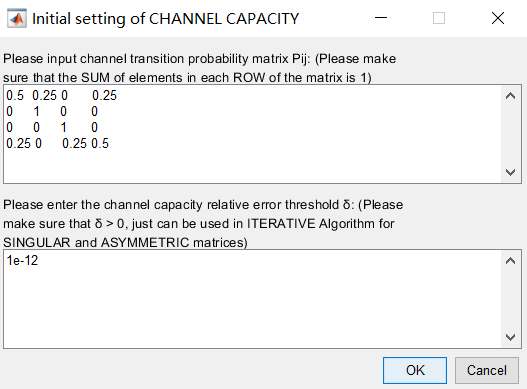 Initial setting of CHANNEL CAPACITY
Please input channel transition probability matrix Pij: (Please make
sure that the SUM of elements in each ROW of the matrix is 1)
0.5 0.25 0 0.25
0 1 0 0
0 0 1 0
0.25 0 0.25 0.5
Please enter the channel capacity relative error threshold δ: (Please
make sure that δ > 0, just can be used in ITERATIVE Algorithm for
SINGULAR and ASYMMETRIC matrices)
1e-12
OK Cancel